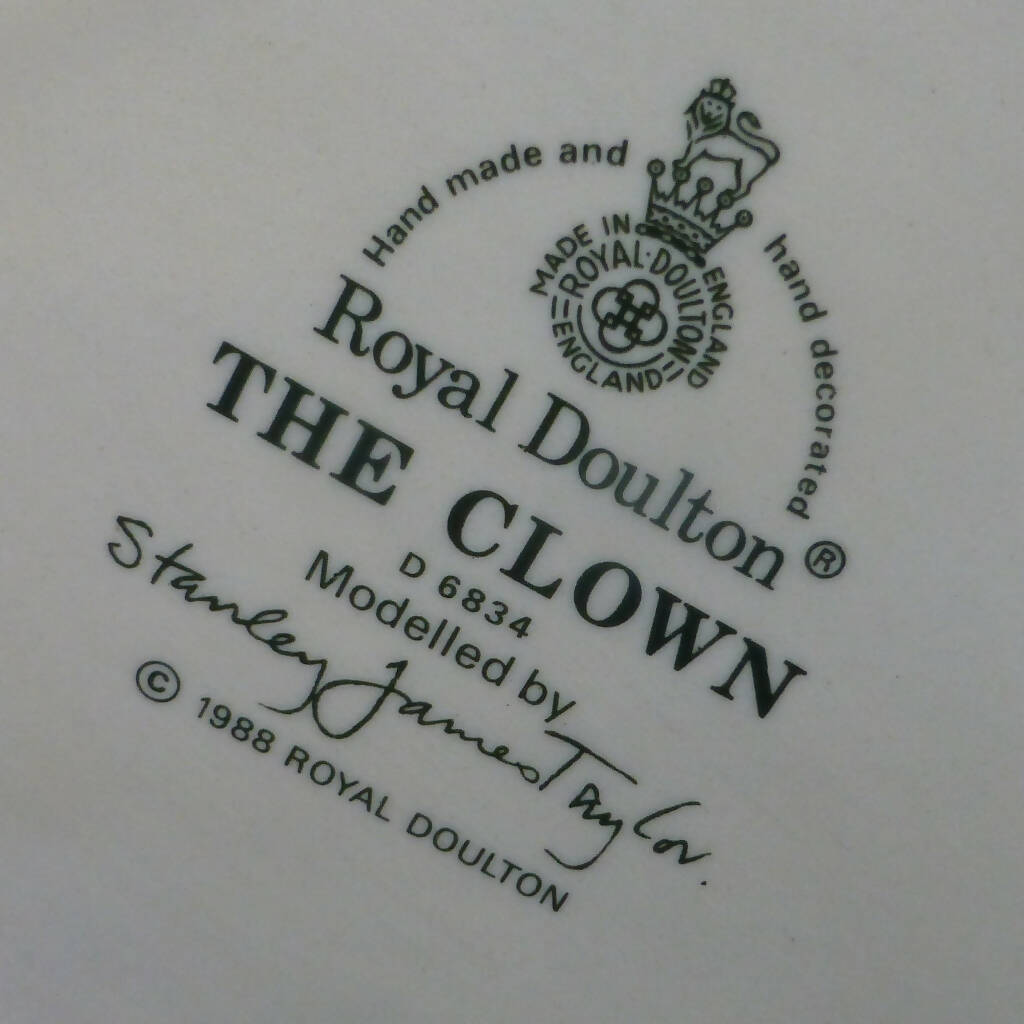 Hand made and hand decorated
MADE IN ENGLAND
ROYAL·DOULTON
ENGLAND
Royal Doulton ®
THE CLOWN
D 6834
Modelled by
Stanley James Taylor.
© 1988 ROYAL DOULTON